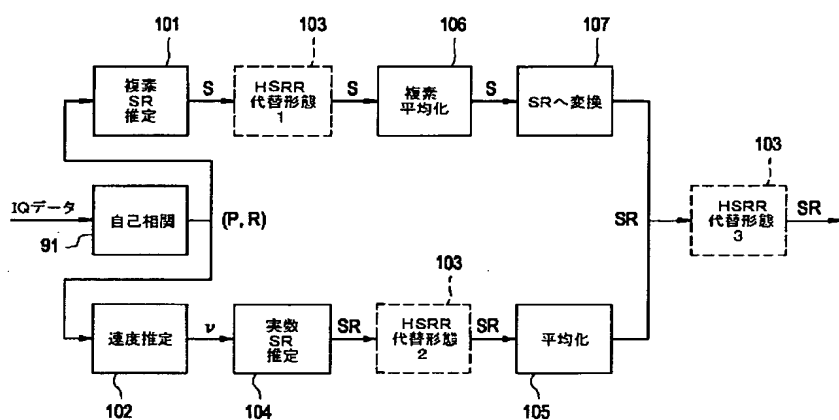 101
103
106
107
複素
SR
推定
S
HSRR
代替形態
1
S
複素
平均化
S
SRへ変換
103
IQデータ
自己相関
(P, R)
91
SR
HSRR
代替形態
3
SR
103
速度推定
ν
実数
SR
推定
SR
HSRR
代替形態
2
SR
平均化
102
104
105